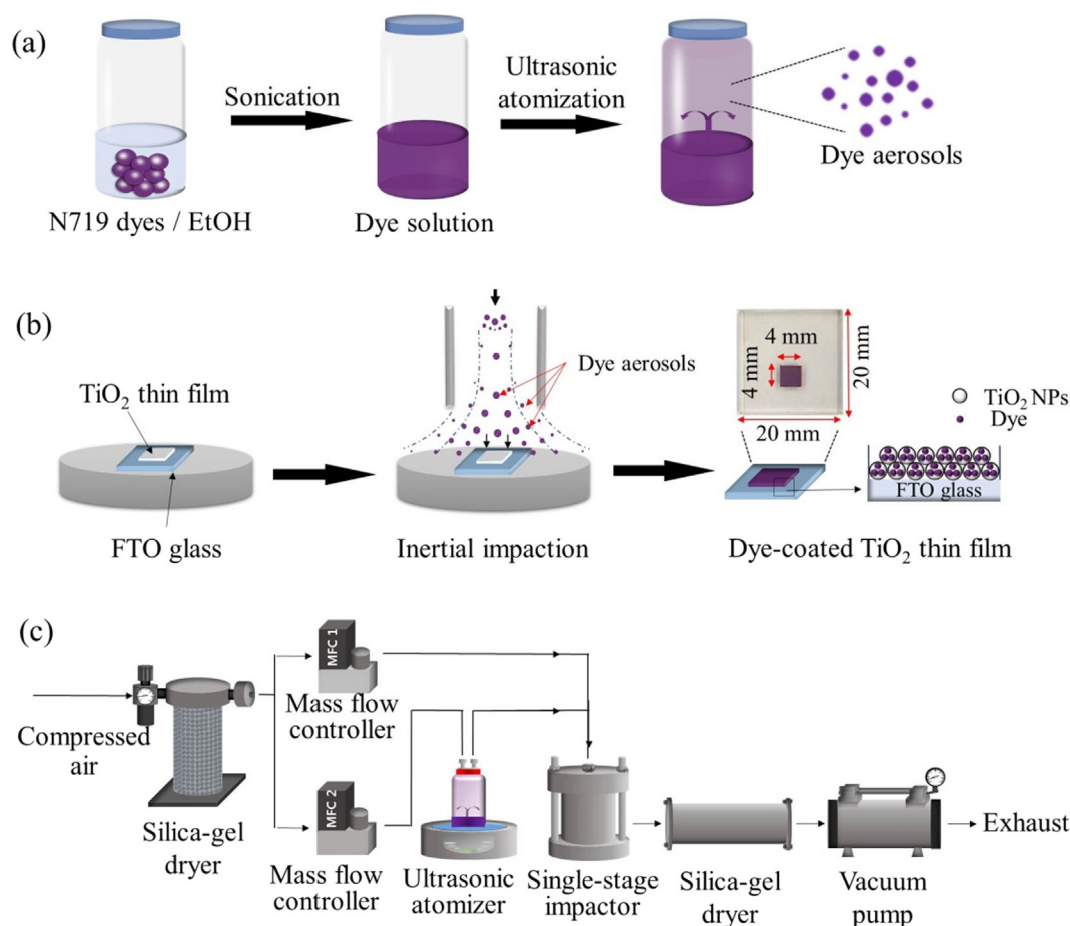 (a)
Sonication
Ultrasonic
atomization
Dye aerosols
N719 dyes / EtOH
Dye solution
(b)
TiO₂ thin film
FTO glass
Dye aerosols
Inertial impaction
4 mm
4 mm
20 mm
20 mm
TiO₂ NPs
Dye
FTO glass
Dye-coated TiO₂ thin film
(c)
Compressed
air
Silica-gel
dryer
MFC 1
Mass flow
controller
MFC 2
Mass flow
controller
Ultrasonic
atomizer
Single-stage
impactor
Silica-gel
dryer
Vacuum
pump
Exhaust